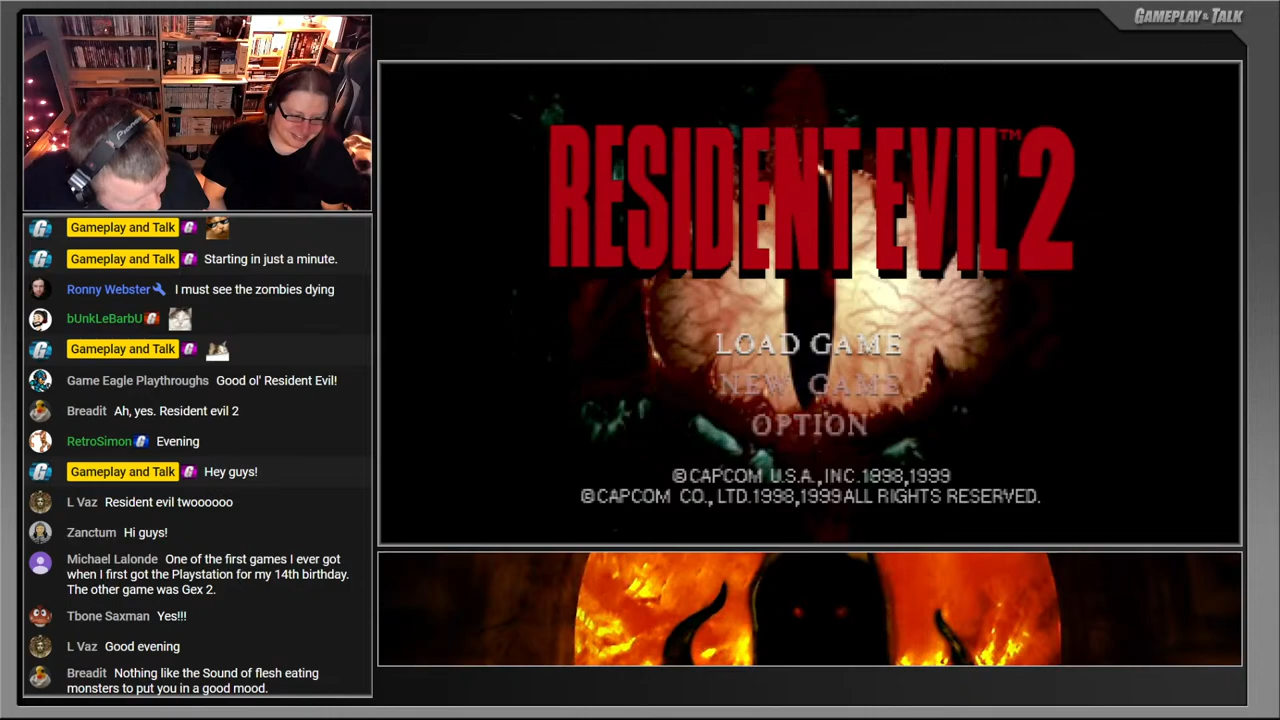 GAMEPLAY & TALK
RESIDENT EVIL™ 2
LOAD GAME
NEW GAME
OPTION
©CAPCOM U.S.A., INC.1998,1999
©CAPCOM CO., LTD.1998,1999 ALL RIGHTS RESERVED.
Gameplay and Talk
Gameplay and Talk Starting in just a minute.
Ronny Webster I must see the zombies dying
bUnkLeBarbU
Gameplay and Talk
Game Eagle Playthroughs Good ol' Resident Evil!
Breadit Ah, yes. Resident evil 2
RetroSimon Evening
Gameplay and Talk Hey guys!
L Vaz Resident evil twoooooo
Zanctum Hi guys!
Michael Lalonde One of the first games I ever got
when I first got the Playstation for my 14th birthday.
The other game was Gex 2.
Tbone Saxman Yes!!!
L Vaz Good evening
Breadit Nothing like the Sound of flesh eating
monsters to put you in a good mood.